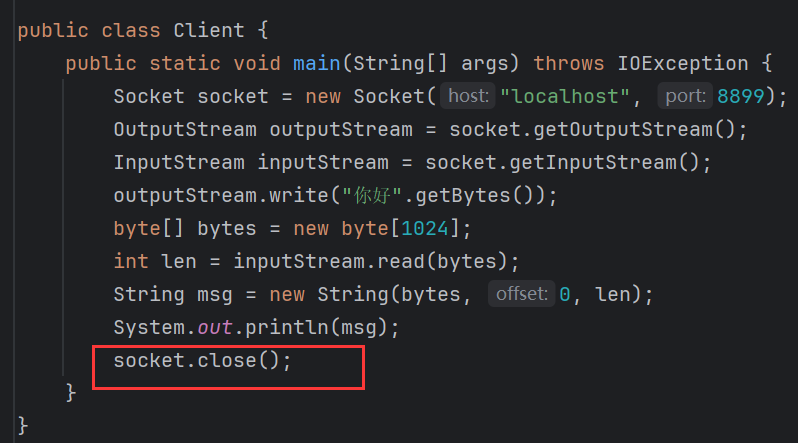 public class Client {
public static void main(String[] args) throws IOException {
Socket socket = new Socket( host: "localhost", port: 8899);
OutputStream outputStream = socket.getOutputStream();
InputStream inputStream = socket.getInputStream();
outputStream.write("你好".getBytes());
byte[] bytes = new byte[1024];
int len = inputStream.read(bytes);
String msg = new String(bytes, offset: 0, len);
System.out.println(msg);
socket.close();
}
}